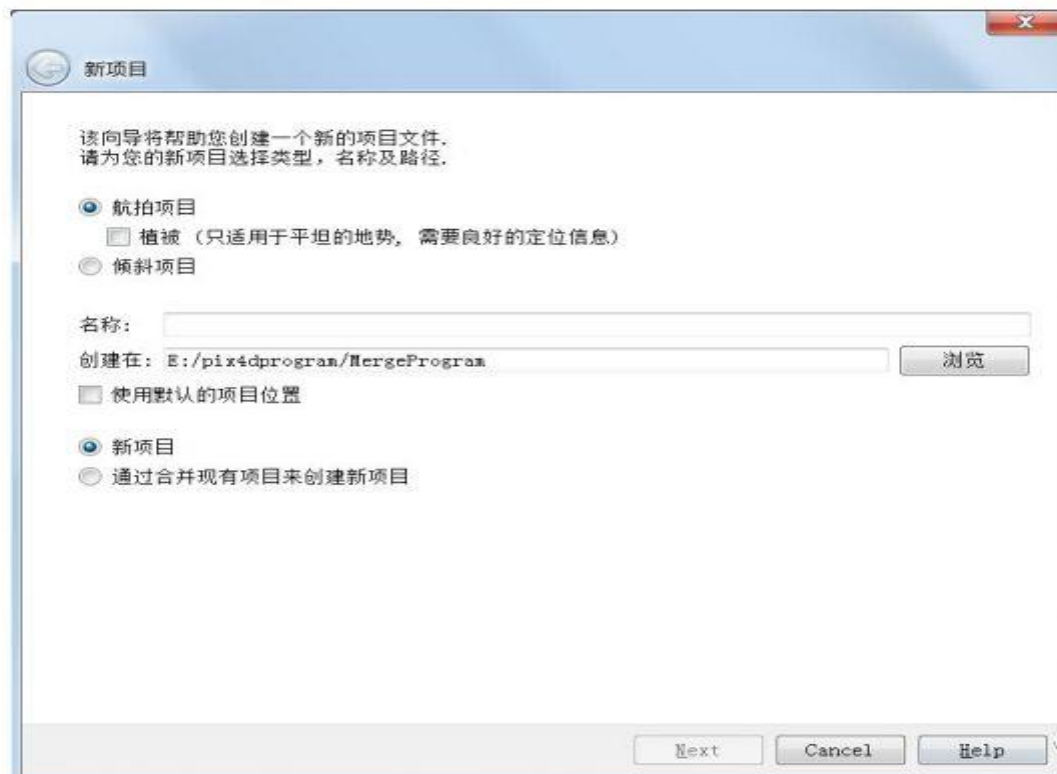 新项目
该向导将帮助您创建一个新的项目文件.
请为您的新项目选择类型，名称及路径.
航拍项目
植被 (只适用于平坦的地势, 需要良好的定位信息)
倾斜项目
名称:
创建在: E:/pix4dprogram/MergeProgram 浏览
使用默认的项目位置
新项目
通过合并现有项目来创建新项目
Next Cancel Help